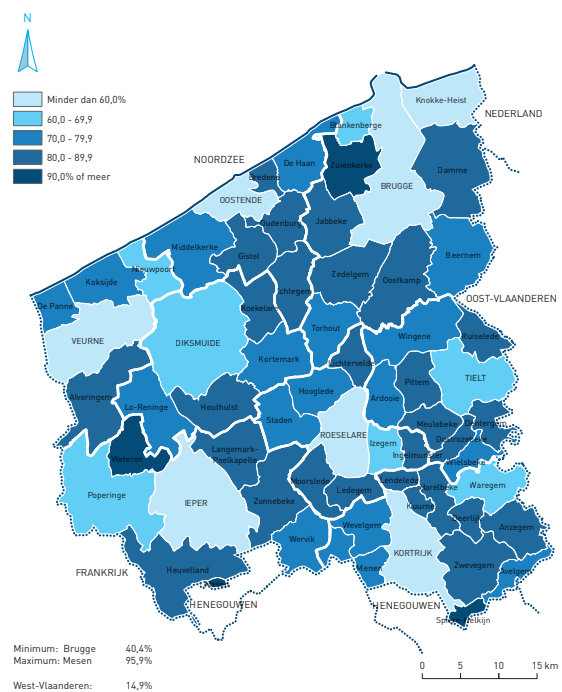 N
Minder dan 60,0%
60,0 - 69,9
70,0 - 79,9
80,0 - 89,9
90,0% of meer
Knokke-Heist
NEDERLAND
Blankenberge
NOORDZEE
De Haan
Zuienkerke
Damme
Bredene
BRUGGE
OOSTENDE
Oudenburg
Jabbeke
Middelkerke
Gistel
Beernem
Nieuwpoort
Koksijde
Zedelgem
Oostkamp
Ichtegem
OOST-VLAANDEREN
De Panne
Koekelare
VEURNE
DIKSMUIDE
Torhout
Wingene
Ruiselede
Kortemark
Lichtervelde
Pittem
TIELT
Alveringem
Lo-Reninge
Houthulst
Hooglede
Ardooie
Staden
Meulebeke
Dentergem
ROESELARE
Izegem
Oostrozebeke
Langemark-
Poelkapelle
Ingelmunster
Vleteren
Wielsbeke
Moorslede
Lendelede
Harelbeke
Waregem
Poperinge
IEPER
Zonnebeke
Ledegem
Kuurne
Deerlijk
Wevelgem
Anzegem
Wervik
KORTRIJK
Zwevegem
FRANKRIJK
Heuvelland
Menen
Avelgem
Mesen
HENEGOUWEN
HENEGOUWEN
Spiere-Helkijn
Minimum: Brugge 40,4%
Maximum: Mesen 95,9%
West-Vlaanderen: 14,9%
0 5 10 15 km